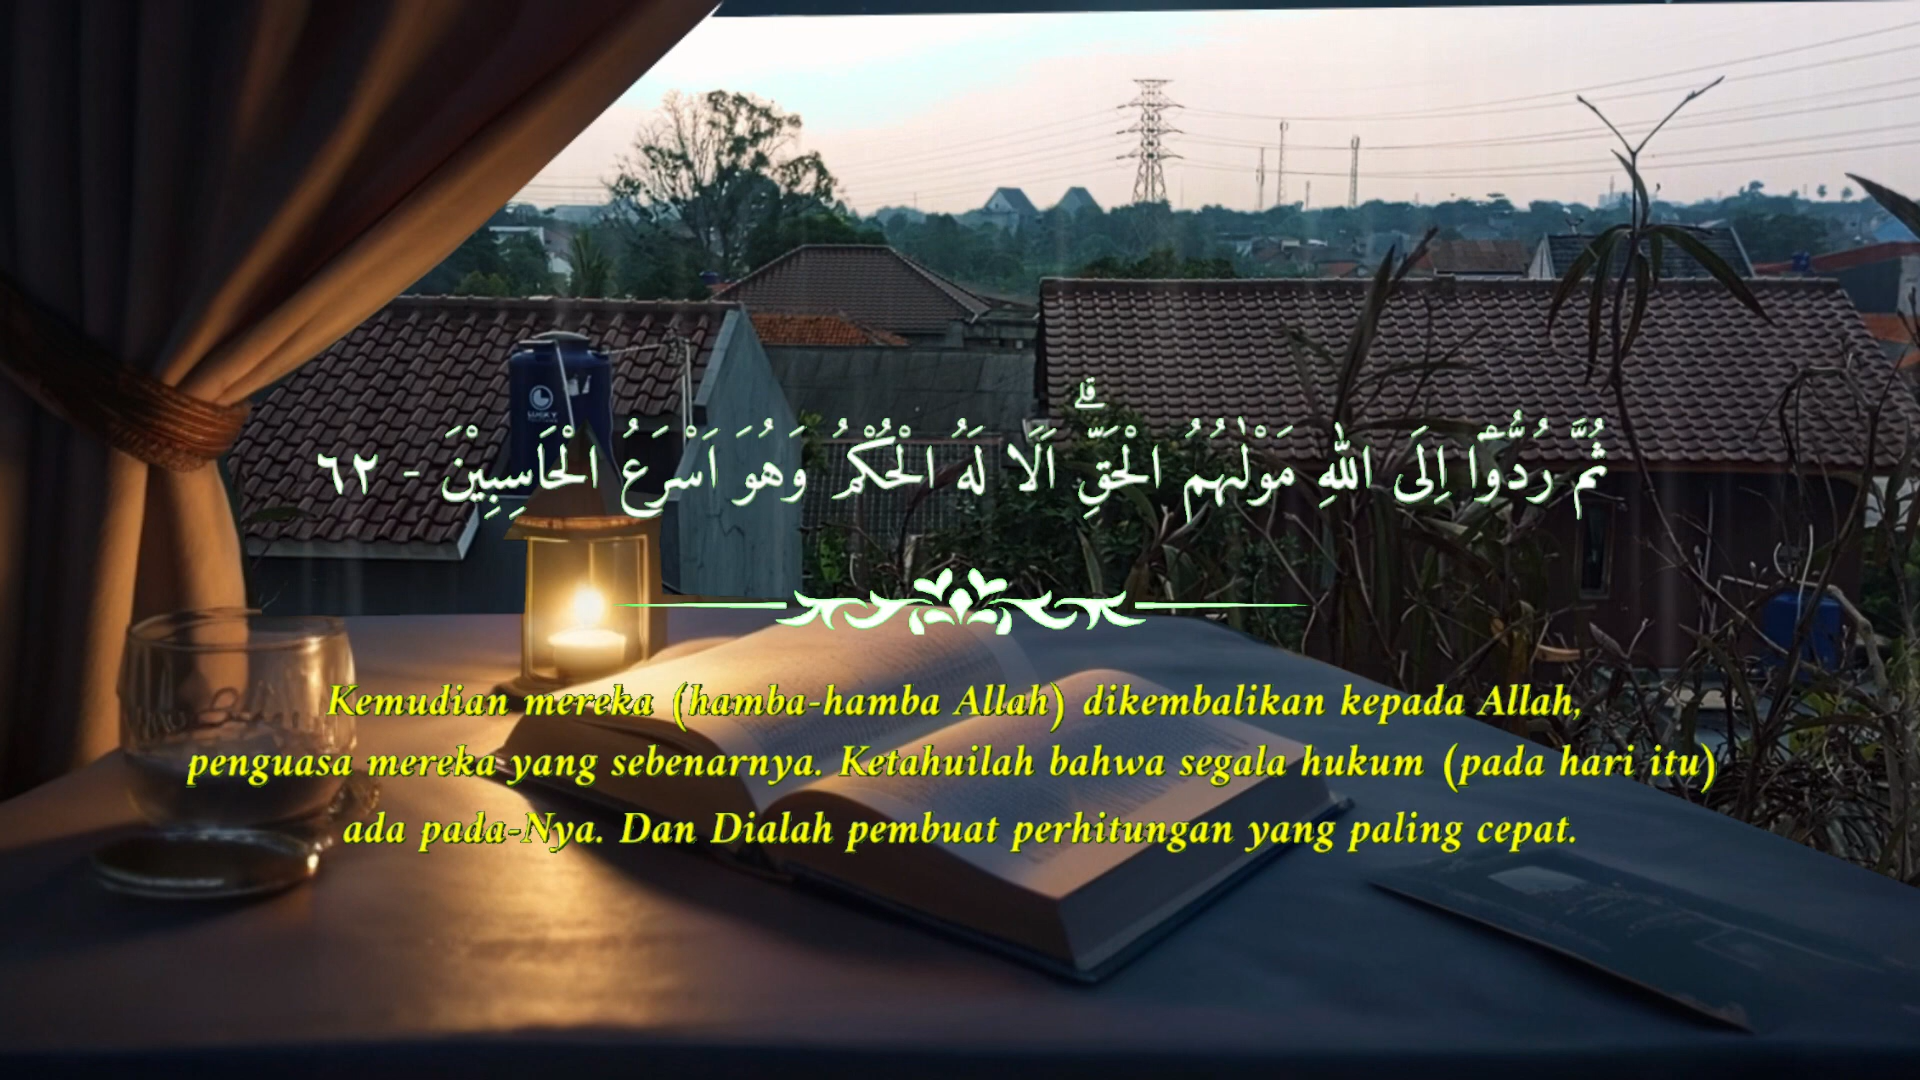 ثُمَّ رُدُّوْٓا اِلَى اللّٰهِ مَوْلٰىهُمُ الْحَقِّۗ اَلَا لَهُ الْحُكْمُ وَهُوَ اَسْرَعُ الْحَاسِبِيْنَ - ٦٢
Kemudian mereka (hamba-hamba Allah) dikembalikan kepada Allah,
penguasa mereka yang sebenarnya. Ketahuilah bahwa segala hukum (pada hari itu)
ada pada-Nya. Dan Dialah pembuat perhitungan yang paling cepat.